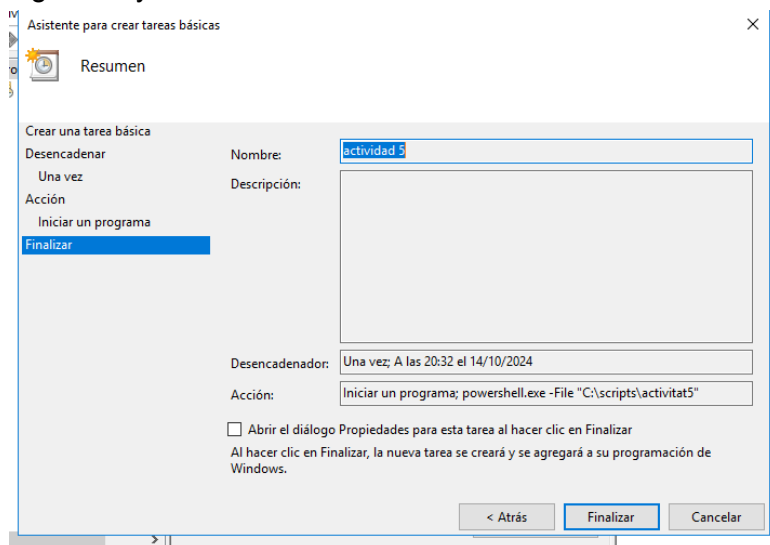 Asistente para crear tareas básicas
Resumen
Crear una tarea básica
Desencadenar
Una vez
Acción
Iniciar un programa
Finalizar
Nombre:
actividad 5
Descripción:
Desencadenador:
Una vez; A las 20:32 el 14/10/2024
Acción:
Iniciar un programa; powershell.exe -File "C:\scripts\activitat5"
Abrir el diálogo Propiedades para esta tarea al hacer clic en Finalizar
Al hacer clic en Finalizar, la nueva tarea se creará y se agregará a su programación de
Windows.
< Atrás
Finalizar
Cancelar